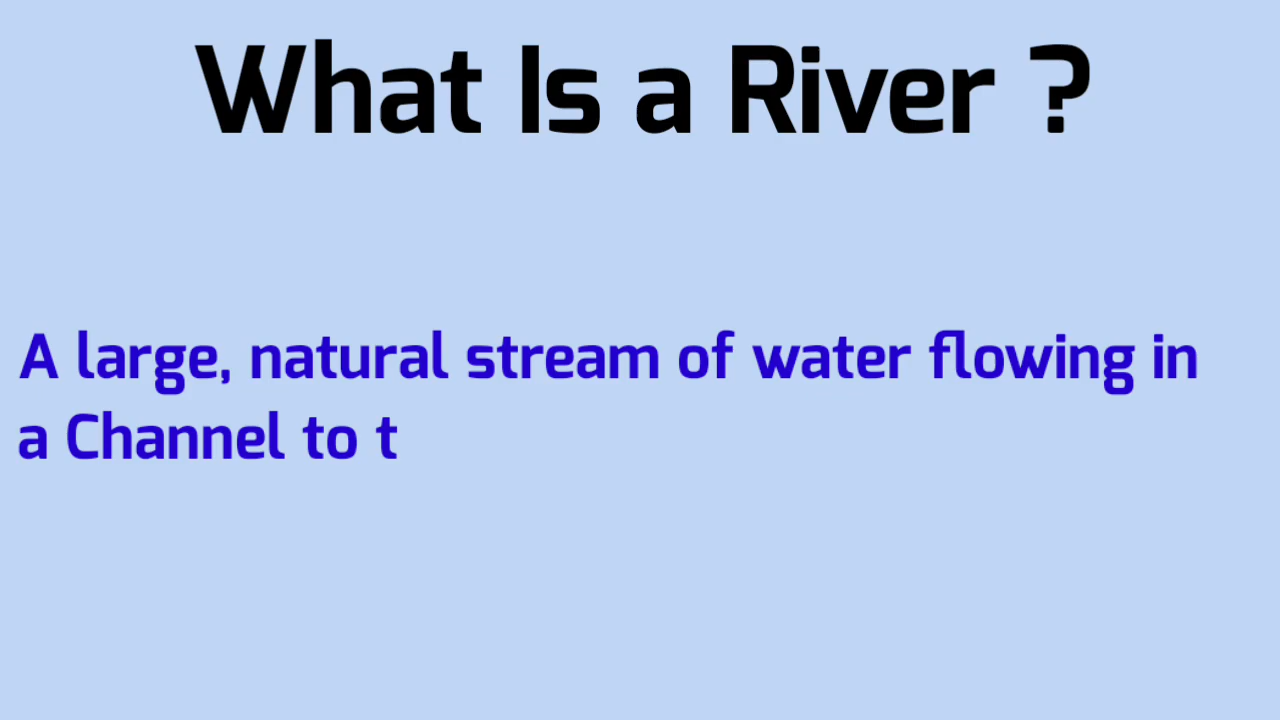 What Is a River ?
A large, natural stream of water flowing in
a Channel to t